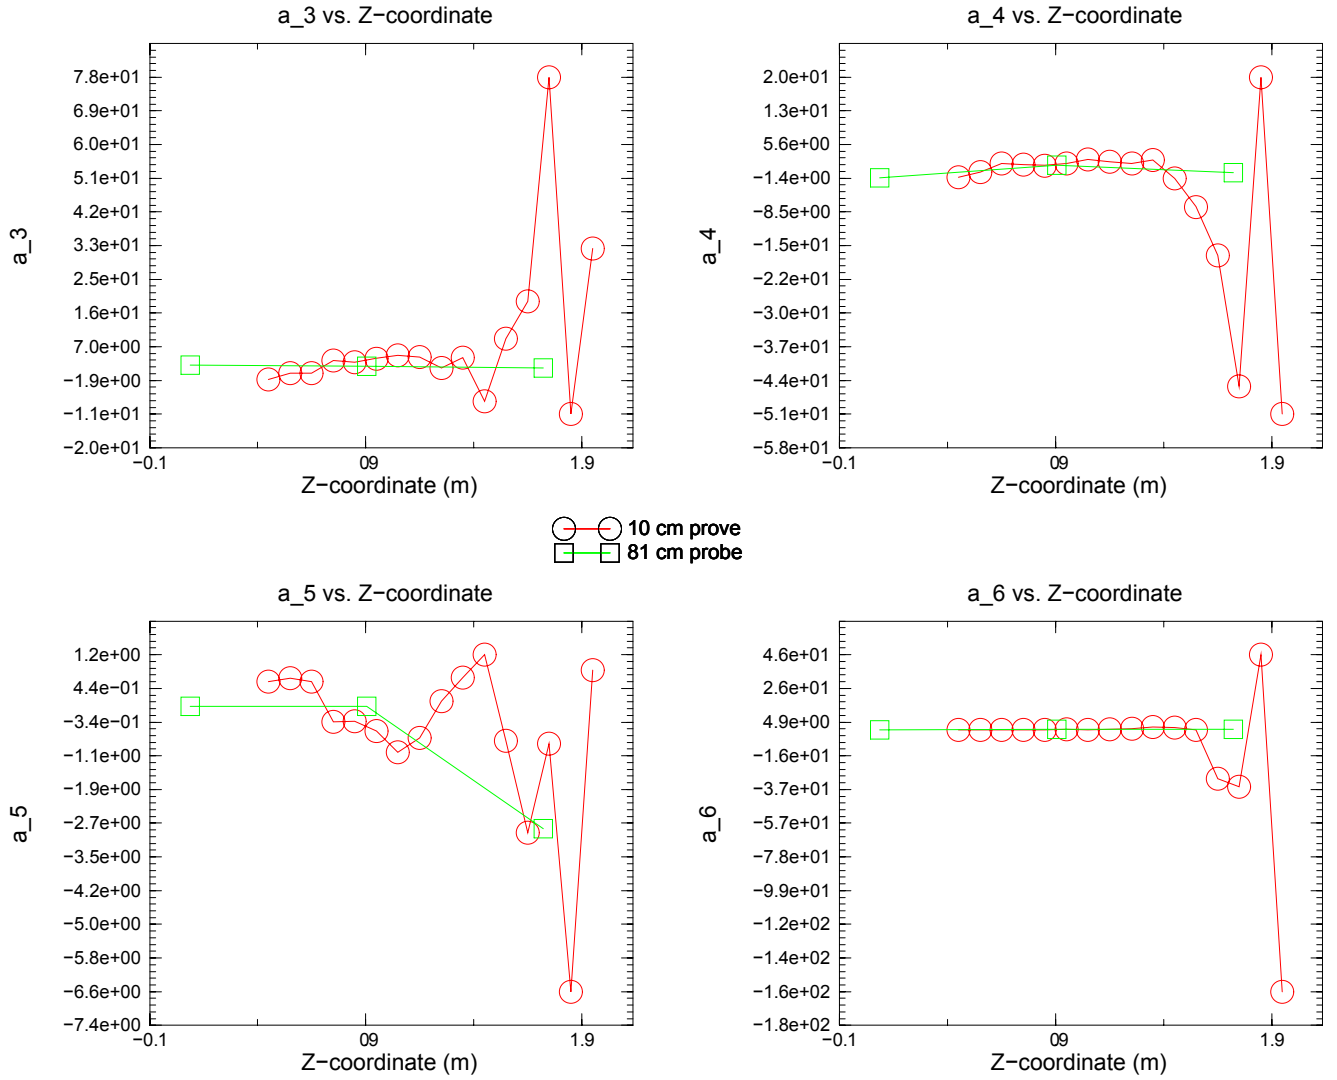 a_3 vs. Z−coordinate
7.8e+01
6.9e+01
6.0e+01
5.1e+01
4.2e+01
3.3e+01
2.5e+01
1.6e+01
7.0e+00
−1.9e+00
−1.1e+01
−2.0e+01
a_3
−0.1 09 1.9
Z−coordinate (m)
a_4 vs. Z−coordinate
2.0e+01
1.3e+01
5.6e+00
−1.4e+00
−8.5e+00
−1.5e+01
−2.2e+01
−3.0e+01
−3.7e+01
−4.4e+01
−5.1e+01
−5.8e+01
a_4
−0.1 09 1.9
Z−coordinate (m)
10 cm prove
81 cm probe
a_5 vs. Z−coordinate
1.2e+00
4.4e−01
−3.4e−01
−1.1e+00
−1.9e+00
−2.7e+00
−3.5e+00
−4.2e+00
−5.0e+00
−5.8e+00
−6.6e+00
−7.4e+00
a_5
−0.1 09 1.9
Z−coordinate (m)
a_6 vs. Z−coordinate
4.6e+01
2.6e+01
4.9e+00
−1.6e+01
−3.7e+01
−5.7e+01
−7.8e+01
−9.9e+01
−1.2e+02
−1.4e+02
−1.6e+02
−1.8e+02
a_6
−0.1 09 1.9
Z−coordinate (m)